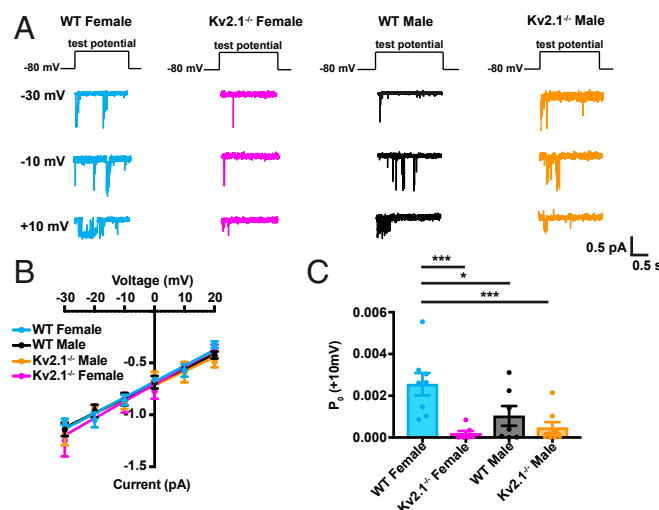 A
WT Female Kv2.1-/- Female WT Male Kv2.1-/- Male
test potential test potential test potential test potential
-80 mV -80 mV -80 mV -80 mV
-30 mV
-10 mV
+10 mV
0.5 pA
0.5 s
B
Voltage (mV)
-30 -20 -10 0 10 20
WT Female
WT Male
Kv2.1-/- Male
Kv2.1-/- Female
-0.5
-1.0
-1.5
Current (pA)
C
***
*
***
P0 (+10mV)
0.006
0.004
0.002
0.000
WT Female
Kv2.1-/- Female
WT Male
Kv2.1-/- Male